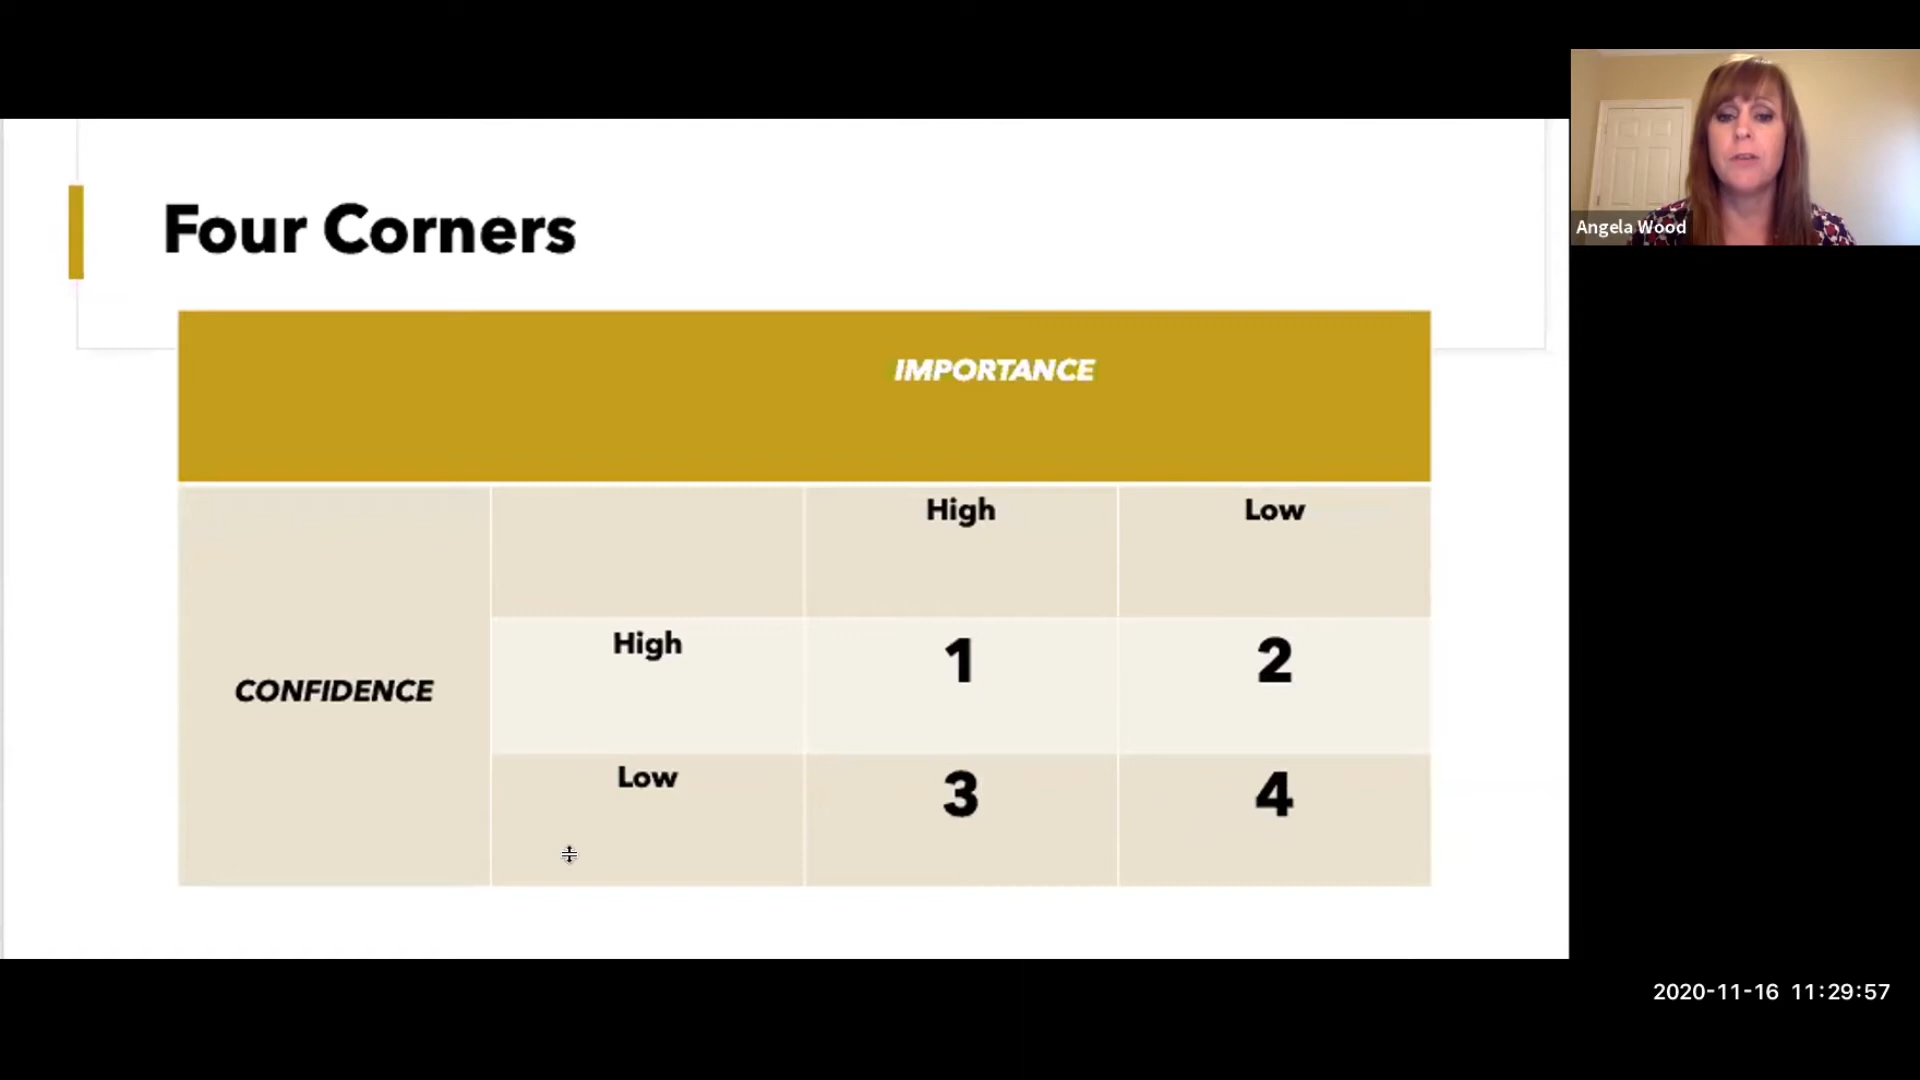 Four Corners
IMPORTANCE
High Low
High 1 2
CONFIDENCE
Low 3 4
Angela Wood
2020-11-16 11:29:57